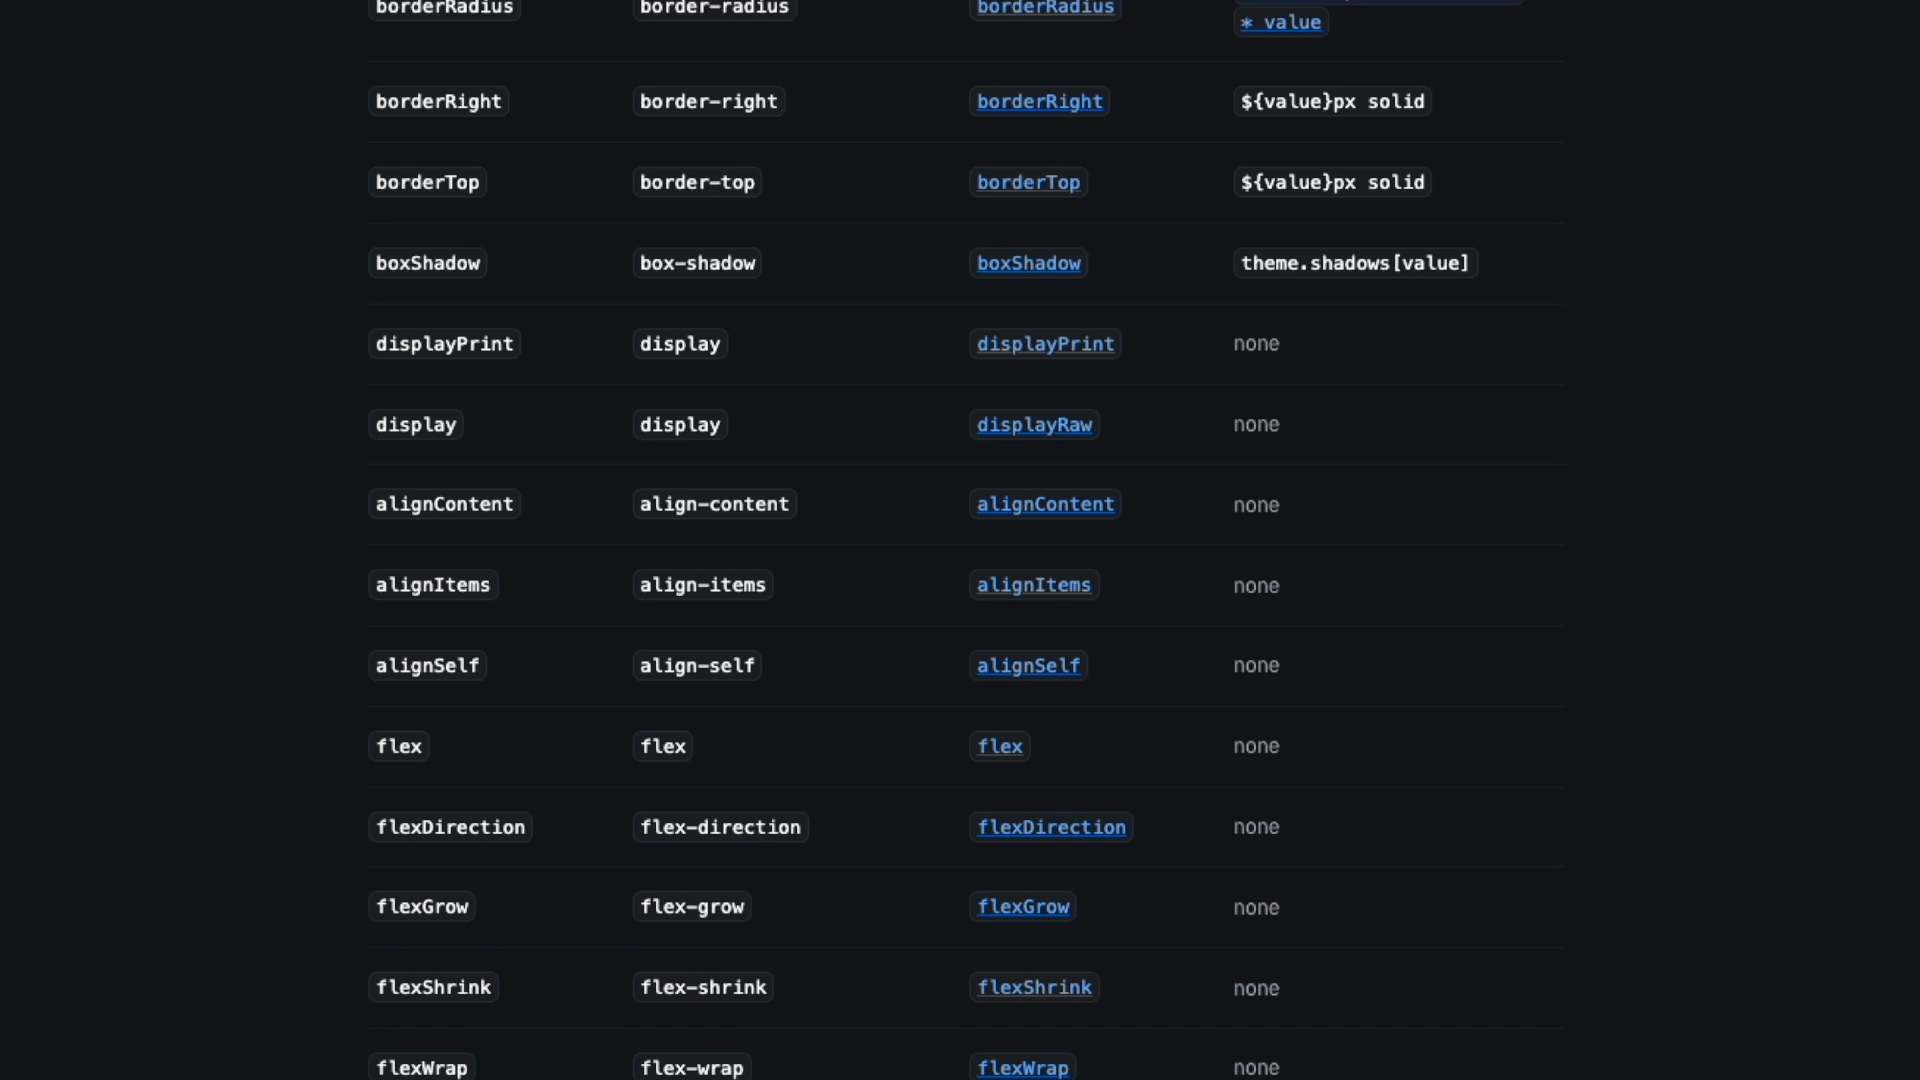 borderRadius border-radius borderRadius
* value
borderRight border-right borderRight ${value}px solid
borderTop border-top borderTop ${value}px solid
boxShadow box-shadow boxShadow theme.shadows[value]
displayPrint display displayPrint none
display display displayRaw none
alignContent align-content alignContent none
alignItems align-items alignItems none
alignSelf align-self alignSelf none
flex flex flex none
flexDirection flex-direction flexDirection none
flexGrow flex-grow flexGrow none
flexShrink flex-shrink flexShrink none
flexWrap flex-wrap flexWrap none